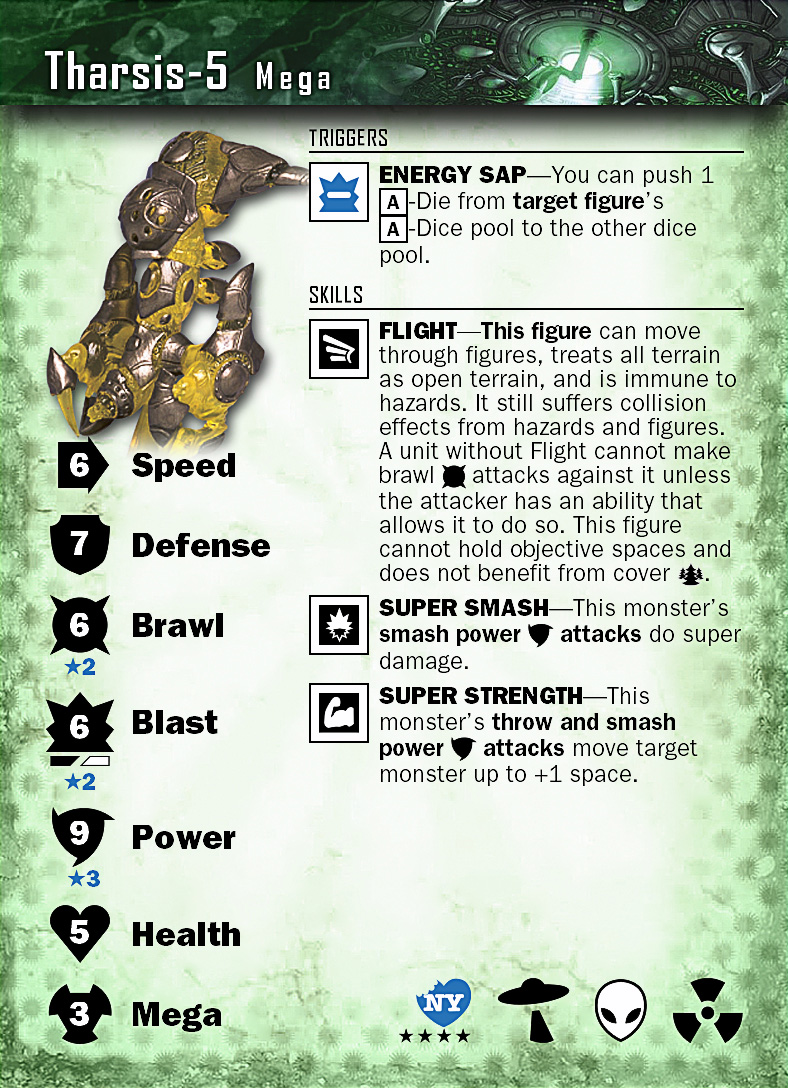 Tharsis-5 Mega
TRIGGERS
ENERGY SAP—You can push 1
A-Die from target figure's
A-Dice pool to the other dice
pool.
SKILLS
FLIGHT—This figure can move
through figures, treats all terrain
as open terrain, and is immune to
hazards. It still suffers collision
effects from hazards and figures.
A unit without Flight cannot make
brawl attacks against it unless
the attacker has an ability that
allows it to do so. This figure
cannot hold objective spaces and
does not benefit from cover .
SUPER SMASH—This monster's
smash power attacks do super
damage.
SUPER STRENGTH—This
monster's throw and smash
power attacks move target
monster up to +1 space.
6 Speed
7 Defense
6 Brawl
★2
6 Blast
★2
9 Power
★3
5 Health
3 Mega
NY
★★★★